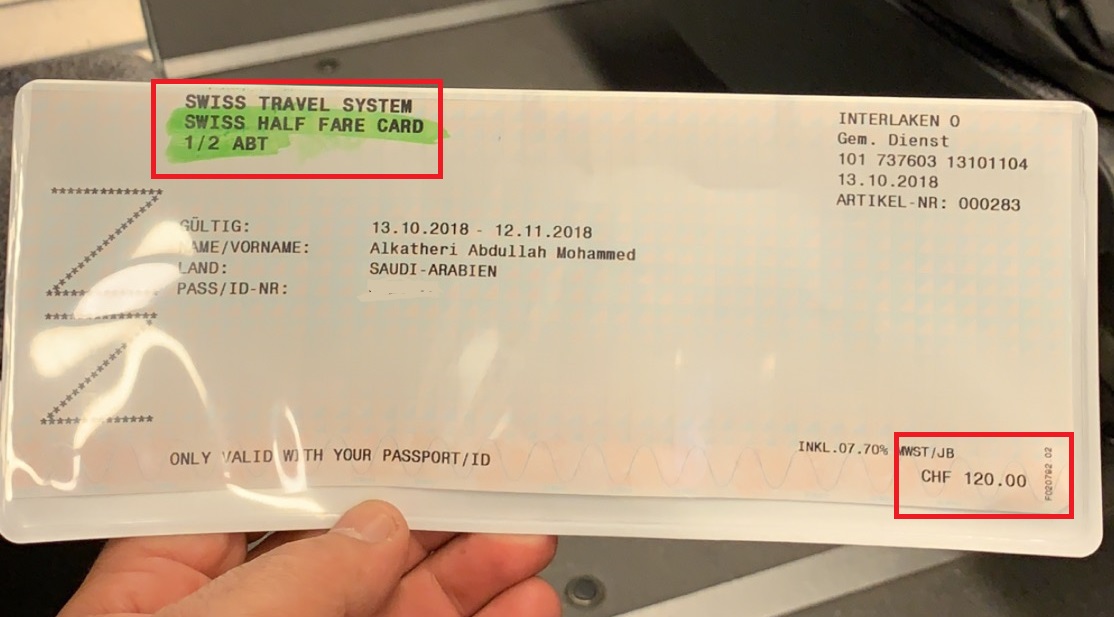 SWISS TRAVEL SYSTEM
SWISS HALF FARE CARD
1/2 ABT
INTERLAKEN O
Gem. Dienst
101 737603 13101104
13.10.2018
ARTIKEL-NR: 000283
GÜLTIG: 13.10.2018 - 12.11.2018
NAME/VORNAME: Alkatheri Abdullah Mohammed
LAND: SAUDI-ARABIEN
PASS/ID-NR:
ONLY VALID WITH YOUR PASSPORT/ID
INKL.07.70% MWST/JB
CHF 120.00
F020792 02